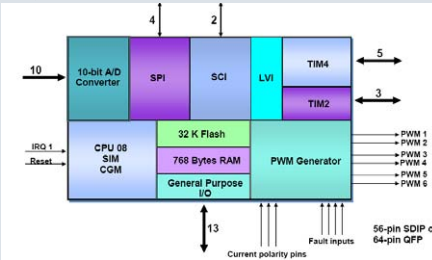 4
2
10
10-bit A/D
Converter
SPI
SCI
LVI
TIM4
5
TIM2
3
IRQ 1
Reset
CPU 08
SIM
CGM
32 K Flash
768 Bytes RAM
General Purpose
I/O
PWM Generator
PWM 1
PWM 2
PWM 3
PWM 4
PWM 5
PWM 6
13
Current polarity pins
Fault inputs
56-pin SDIP
64-pin QFP